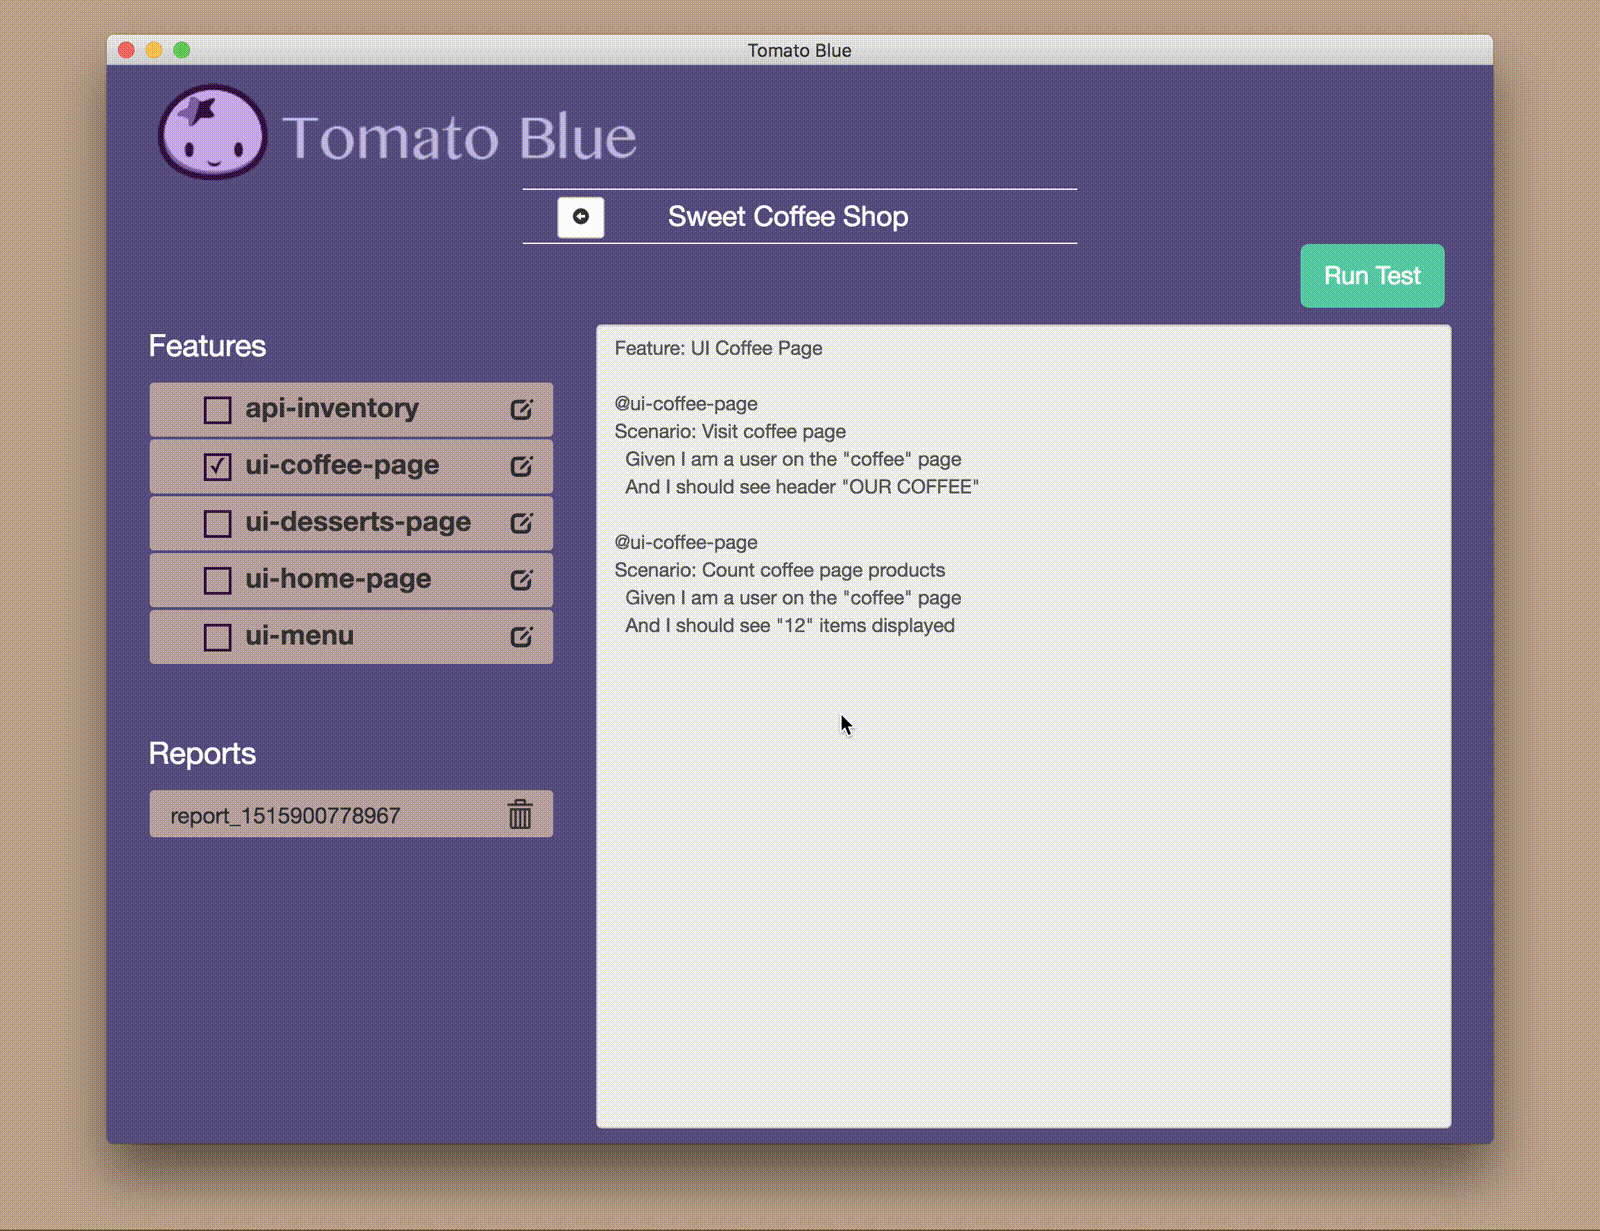 Tomato Blue
Tomato Blue
Sweet Coffee Shop
Run Test
Features
api-inventory
ui-coffee-page
ui-desserts-page
ui-home-page
ui-menu
Reports
report_1515900778967
Feature: UI Coffee Page
@ui-coffee-page
Scenario: Visit coffee page
Given I am a user on the "coffee" page
And I should see header "OUR COFFEE"
@ui-coffee-page
Scenario: Count coffee page products
Given I am a user on the "coffee" page
And I should see "12" items displayed